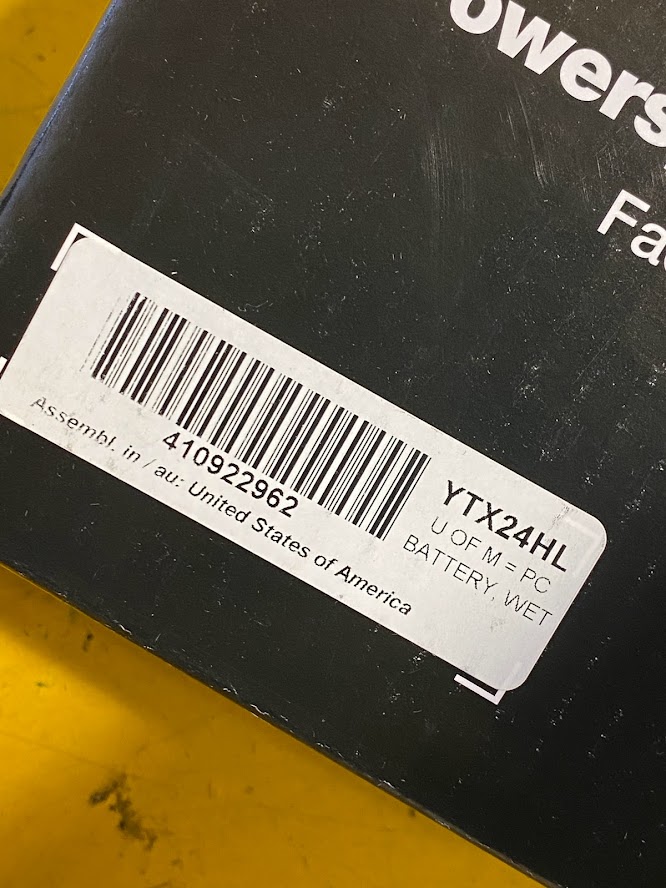 owers
Fa
YTX24HL
U OF M = PC
BATTERY, WET
410922962
Assembl. in / au: United States of America